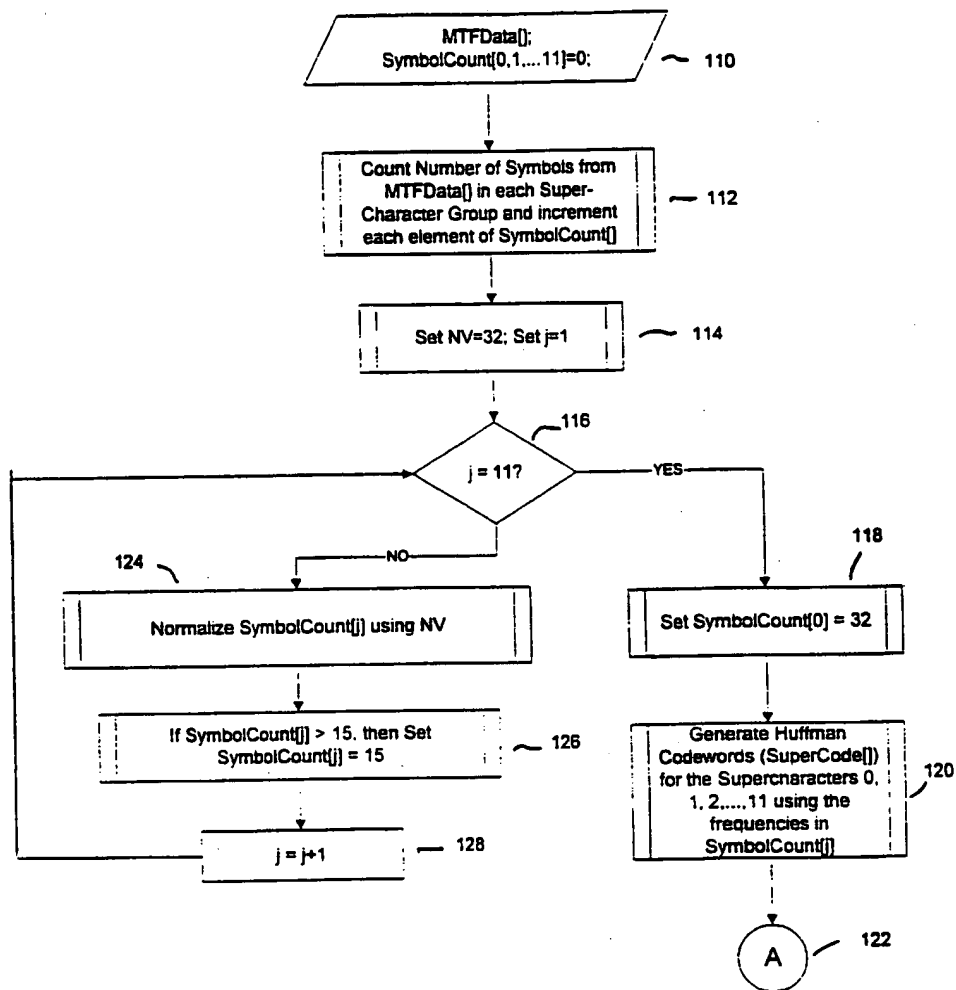 MTFData[];
SymbolCount[0,1,...11]=0;
110
Count Number of Symbols from
MTFData[] in each Super-
Character Group and increment
each element of SymbolCount[]
112
Set NV=32; Set j=1
114
116
j = 11?
YES
NO
124
Normalize SymbolCount[j] using NV
118
Set SymbolCount[0] = 32
If SymbolCount[j] > 15, then Set
SymbolCount[j] = 15
126
Generate Huffman
Codewords (SuperCode[])
for the Supercharacters 0,
1, 2,...,11 using the
frequencies in
SymbolCount[j]
120
j = j+1
128
A
122